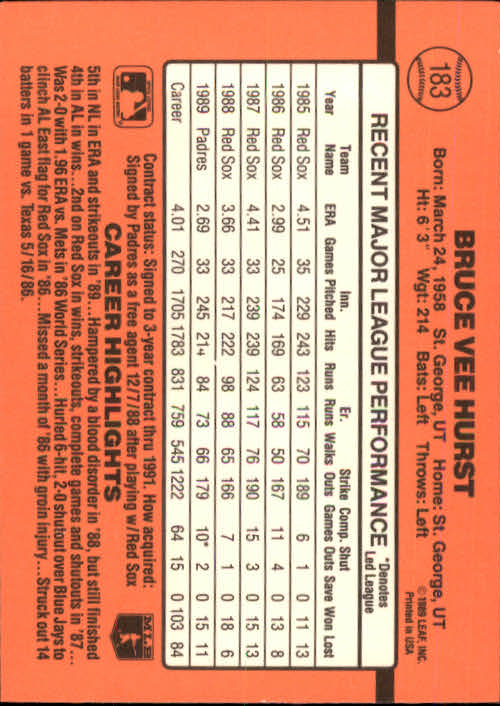 183
BRUCE VEE HURST
Born: March 24, 1958 St. George, UT Home: St. George, UT
Ht: 6' 3" Wgt: 214 Bats: Left Throws: Left
© 1989 LEAF, INC.
Printed in USA
RECENT MAJOR LEAGUE PERFORMANCE *Denotes Led League
Year Team Name ERA Games Inn. Pitched Hits Runs Er. Runs Walks Strike Outs Comp. Games Shut Outs Save Won Lost
1985 Red Sox 4.51 35 229 243 123 115 70 189 6 1 0 11 13
1986 Red Sox 2.99 25 174 169 63 58 50 167 11 4 0 13 8
1987 Red Sox 4.41 33 239 239 124 117 76 190 15 3 0 15 13
1988 Red Sox 3.66 33 217 222 98 88 65 166 7 1 0 18 6
1989 Padres 2.69 33 245 214 84 73 66 179 10* 2 0 15 11
Career 4.01 270 1705 1783 831 759 545 1222 64 15 0 103 84
Contract status: Signed to 3-year contract thru 1991. How acquired:
Signed by Padres as a free agent 12/7/88 after playing w/ Red Sox
CAREER HIGHLIGHTS
MLB
5th in NL in ERA and strikeouts in '89...Hampered by a blood disorder in '88, but still finished
4th in AL in wins...2nd on Red Sox in wins, strikeouts, complete games and shutouts in '87...
Was 2-0 with 1.96 ERA vs. Mets in '86 World Series...Hurled 6-hit, 2-0 shutout over Blue Jays to
clinch AL East flag for Red Sox in '86...Missed a month of '86 with groin injury...Struck out 14
batters in 1 game vs. Texas 5/16/86.